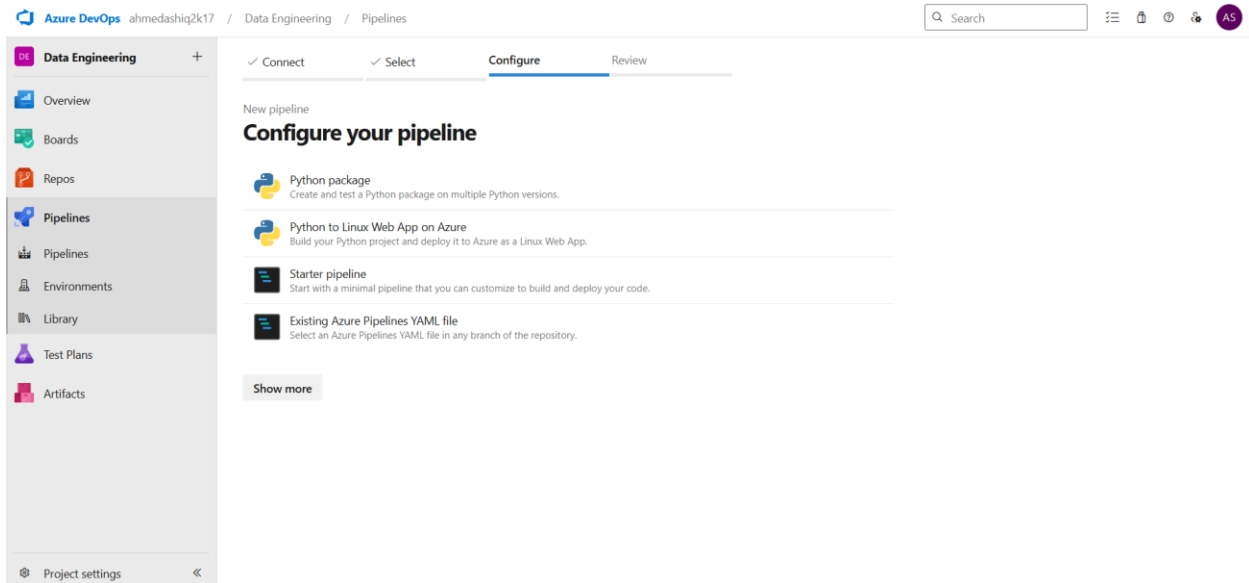 Azure DevOps ahmedashiq2k17 / Data Engineering / Pipelines
Search
AS
DE Data Engineering +
Overview
Boards
Repos
Pipelines
Pipelines
Environments
Library
Test Plans
Artifacts
Project settings
Connect
Select
Configure
Review
New pipeline
Configure your pipeline
Python package
Create and test a Python package on multiple Python versions.
Python to Linux Web App on Azure
Build your Python project and deploy it to Azure as a Linux Web App.
Starter pipeline
Start with a minimal pipeline that you can customize to build and deploy your code.
Existing Azure Pipelines YAML file
Select an Azure Pipelines YAML file in any branch of the repository.
Show more